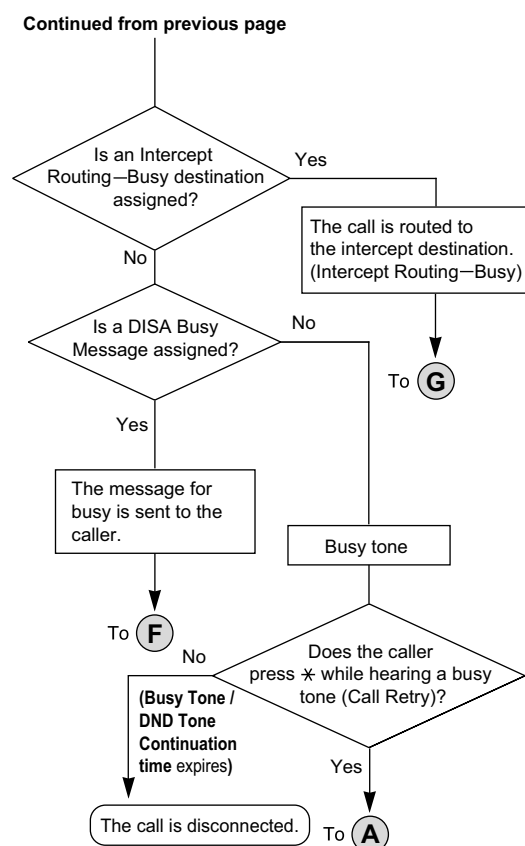 Continued from previous page
Is an Intercept
Routing—Busy destination
assigned?
Yes
The call is routed to
the intercept destination.
(Intercept Routing—Busy)
No
Is a DISA Busy
Message assigned?
No
To G
Yes
The message for
busy is sent to the
caller.
Busy tone
To F
Does the caller
press * while hearing a busy
tone (Call Retry)?
No
(Busy Tone /
DND Tone
Continuation
time expires)
Yes
The call is disconnected.
To A